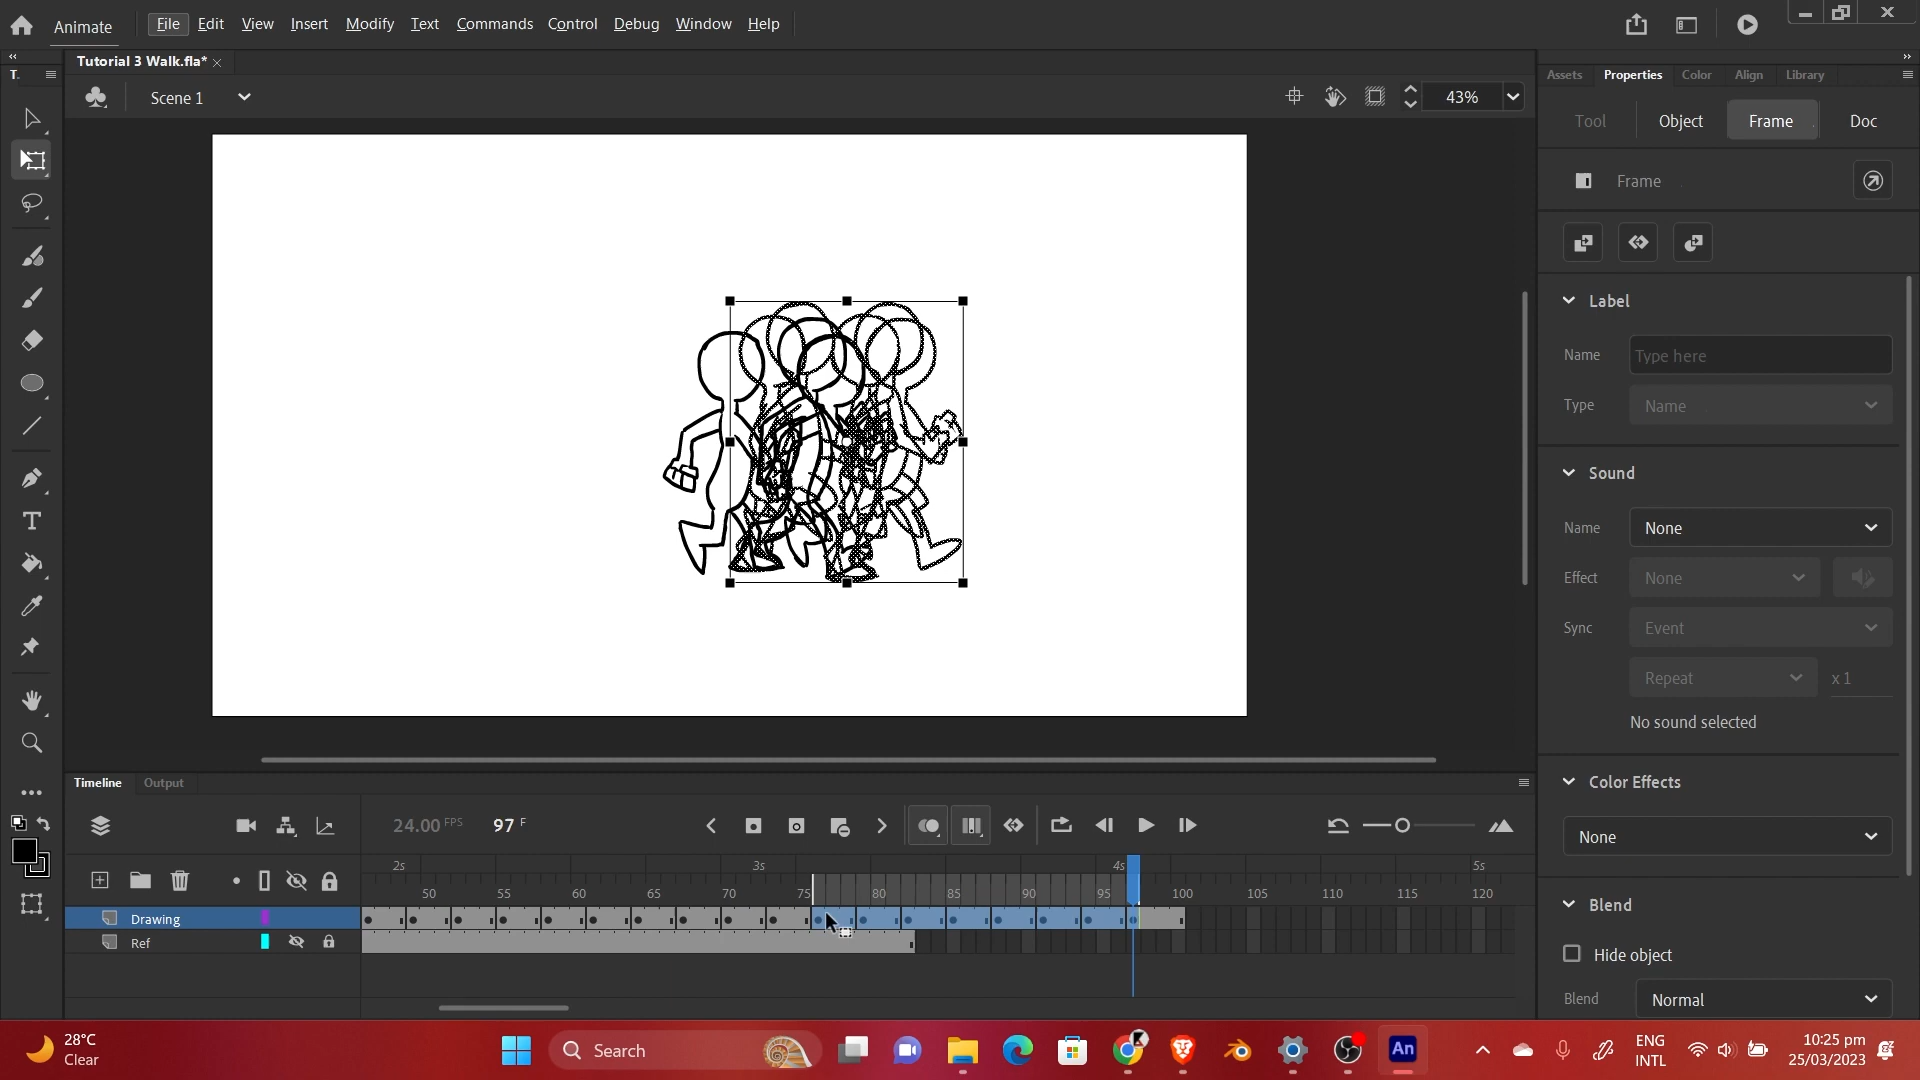 Animate
File Edit View Insert Modify Text Commands Control Debug Window Help
Tutorial 3 Walk.fla*
T.
Scene 1
43%
Assets Properties Color Align Library
Tool Object Frame Doc
Frame
Label
Name Type here
Type Name
Sound
Name None
Effect None
Sync Event
Repeat x 1
No sound selected
Color Effects
None
Blend
Hide object
Blend Normal
Timeline Output
24.00 FPS 97 F
2s 3s 4s 5s
50 55 60 65 70 75 80 85 90 95 100 105 110 115 120
Drawing
Ref
28°C
Clear
Search
An
ENG
INTL
10:25 pm
25/03/2023